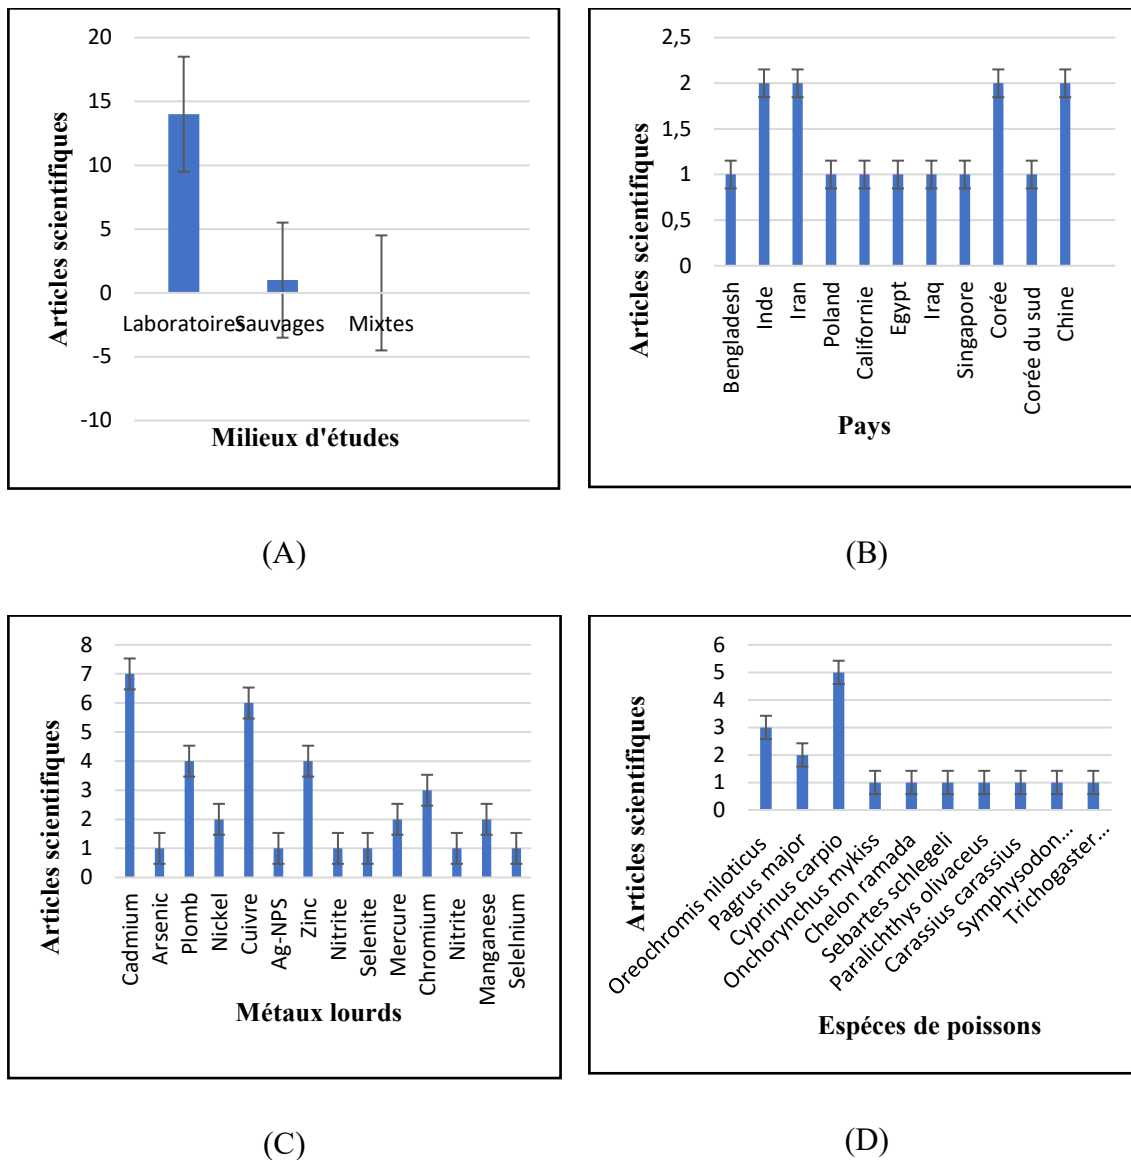 20
15
10
5
0
-5
-10
Articles scientifiques
Laboratoires
Sauvages
Mixtes
Milieux d'études
(A)
2,5
2
1,5
1
0,5
0
Articles scientifiques
Bengladesh
Inde
Iran
Poland
Californie
Egypt
Iraq
Singapore
Corée
Corée du sud
Chine
Pays
(B)
8
7
6
5
4
3
2
1
0
Articles scientifiques
Cadmium
Arsenic
Plomb
Nickel
Cuivre
Ag-NPS
Zinc
Nitrite
Selenite
Mercure
Chromium
Nitrite
Manganese
Selelnium
Métaux lourds
(C)
6
5
4
3
2
1
0
Articles scientifiques
Oreochromis niloticus
Pagrus major
Cyprinus carpio
Onchorynchus mykiss
Chelon ramada
Sebartes schlegeli
Paralichthys olivaceus
Carassius carassius
Symphysodon...
Trichogaster...
Espéces de poissons
(D)